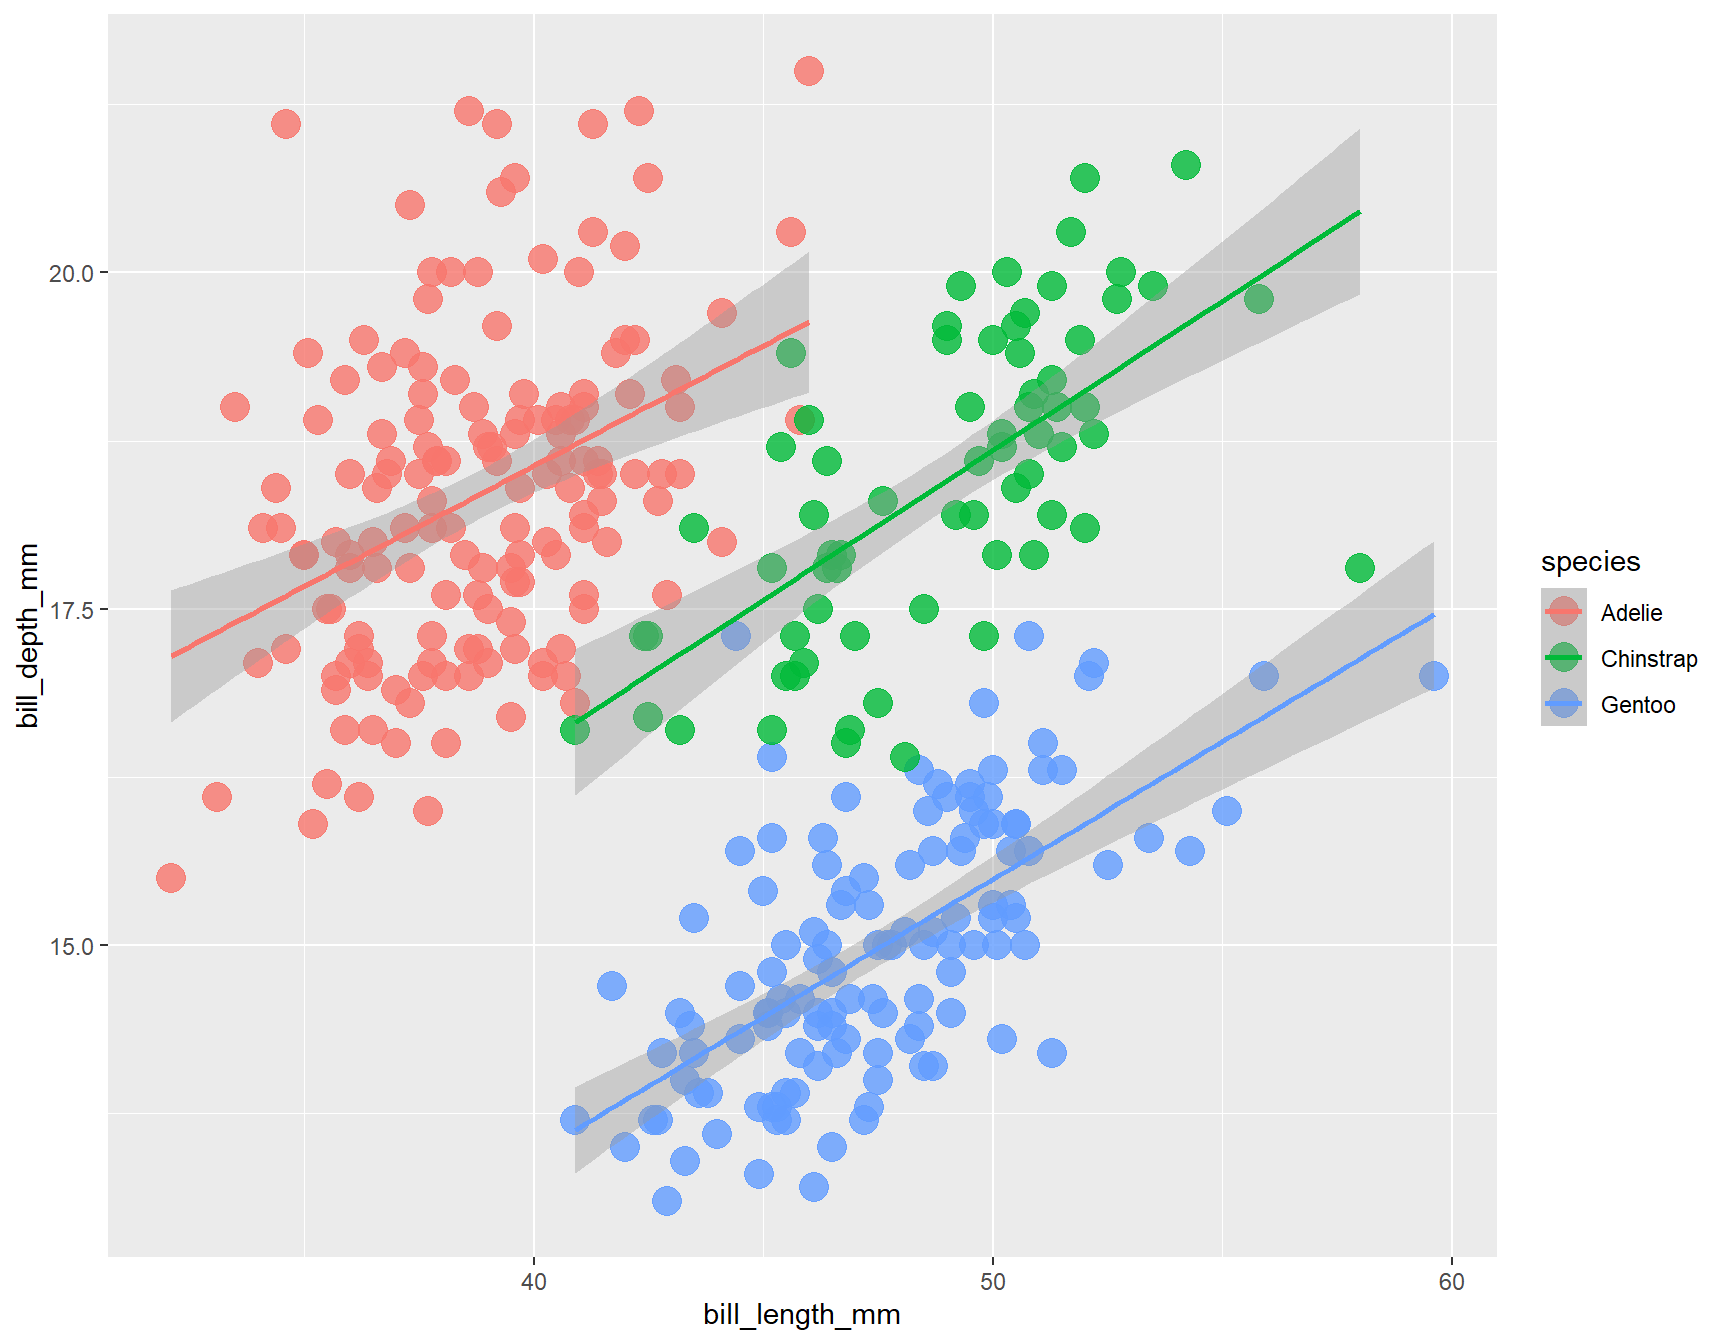 bill_depth_mm
20.0
17.5
15.0
40
50
60
bill_length_mm
species
Adelie
Chinstrap
Gentoo